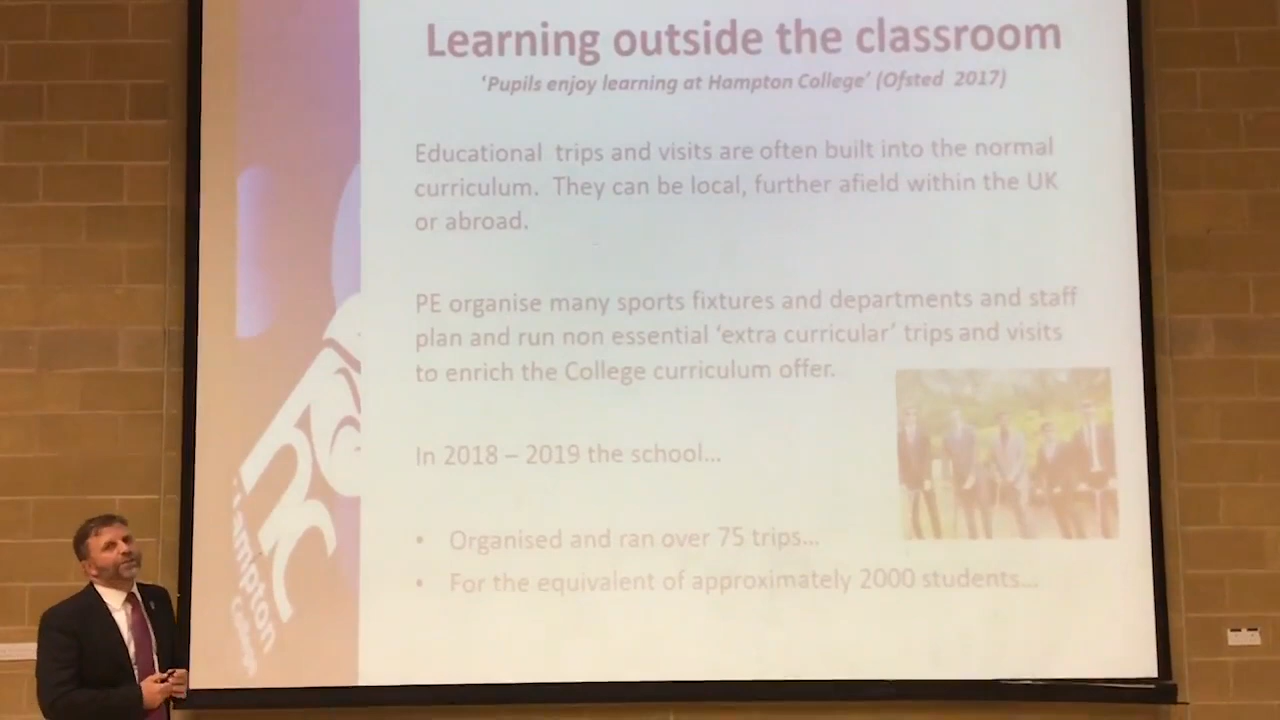 Learning outside the classroom
‘Pupils enjoy learning at Hampton College’ (Ofsted 2017)
Educational trips and visits are often built into the normal
curriculum. They can be local, further afield within the UK
or abroad.
PE organise many sports fixtures and departments and staff
plan and run non essential ‘extra curricular’ trips and visits
to enrich the College curriculum offer.
In 2018 – 2019 the school...
• Organised and ran over 75 trips...
• For the equivalent of approximately 2000 students...
Hampton
College